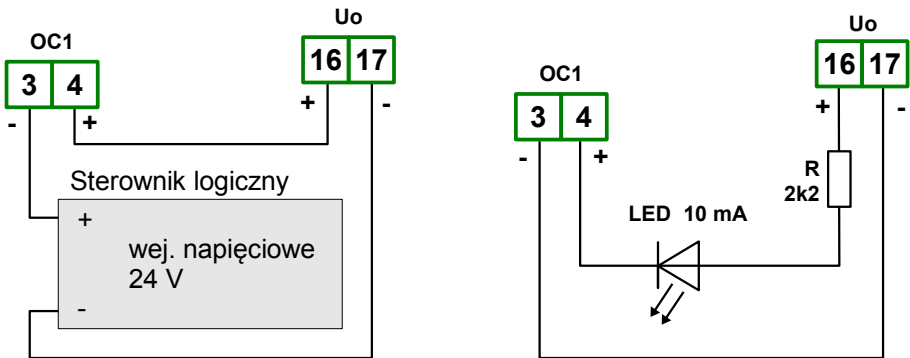 Uo
OC1
16 17
3 4
+ -
- +
Sterownik logiczny
+
wej. napięciowe
24 V
-
Uo
OC1
16 17
3 4
+ -
- +
R
2k2
LED 10 mA